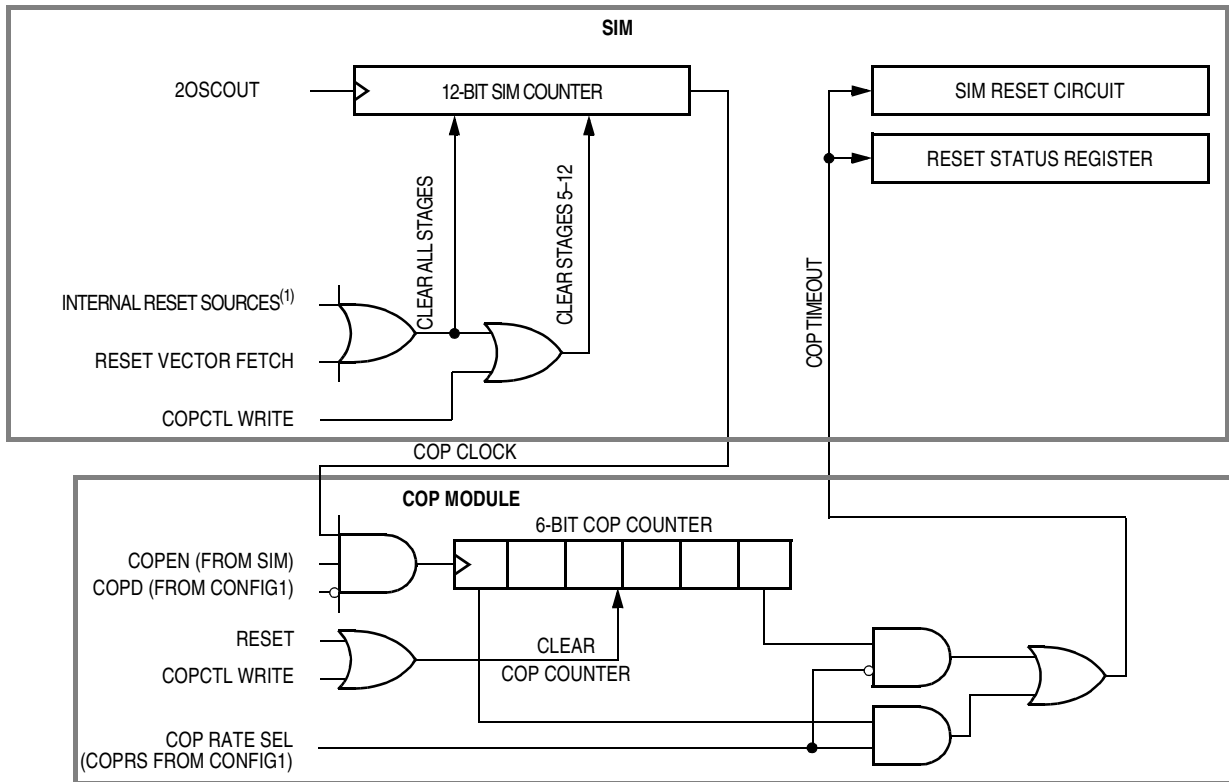 SIM
2OSCOUT
12-BIT SIM COUNTER
SIM RESET CIRCUIT
RESET STATUS REGISTER
CLEAR ALL STAGES
CLEAR STAGES 5–12
COP TIMEOUT
INTERNAL RESET SOURCES(1)
RESET VECTOR FETCH
COPCTL WRITE
COP CLOCK
COP MODULE
6-BIT COP COUNTER
COPEN (FROM SIM)
COPD (FROM CONFIG1)
RESET
CLEAR
COPCTL WRITE
COP COUNTER
COP RATE SEL
(COPRS FROM CONFIG1)